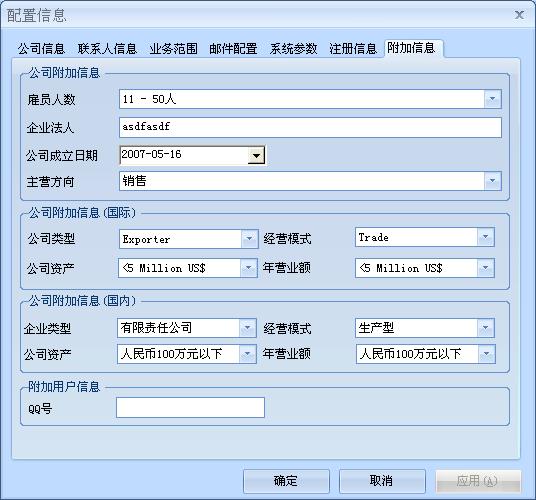 配置信息
公司信息 联系人信息 业务范围 邮件配置 系统参数 注册信息 附加信息
公司附加信息
雇员人数 11 - 50人
企业法人 asdfasdf
公司成立日期 2007-05-16
主营方向 销售
公司附加信息(国际)
公司类型 Exporter 经营模式 Trade
公司资产 <5 Million US$ 年营业额 <5 Million US$
公司附加信息(国内)
企业类型 有限责任公司 经营模式 生产型
公司资产 人民币100万元以下 年营业额 人民币100万元以下
附加用户信息
QQ号
确定 取消 应用(A)